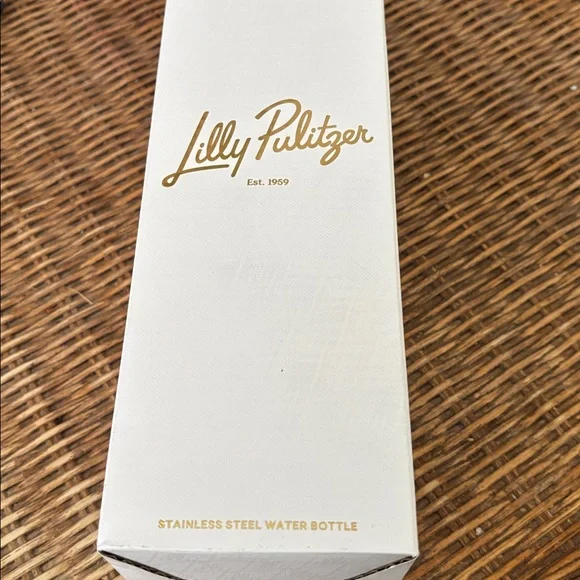 Lilly Pulitzer
Est. 1959
STAINLESS STEEL WATER BOTTLE